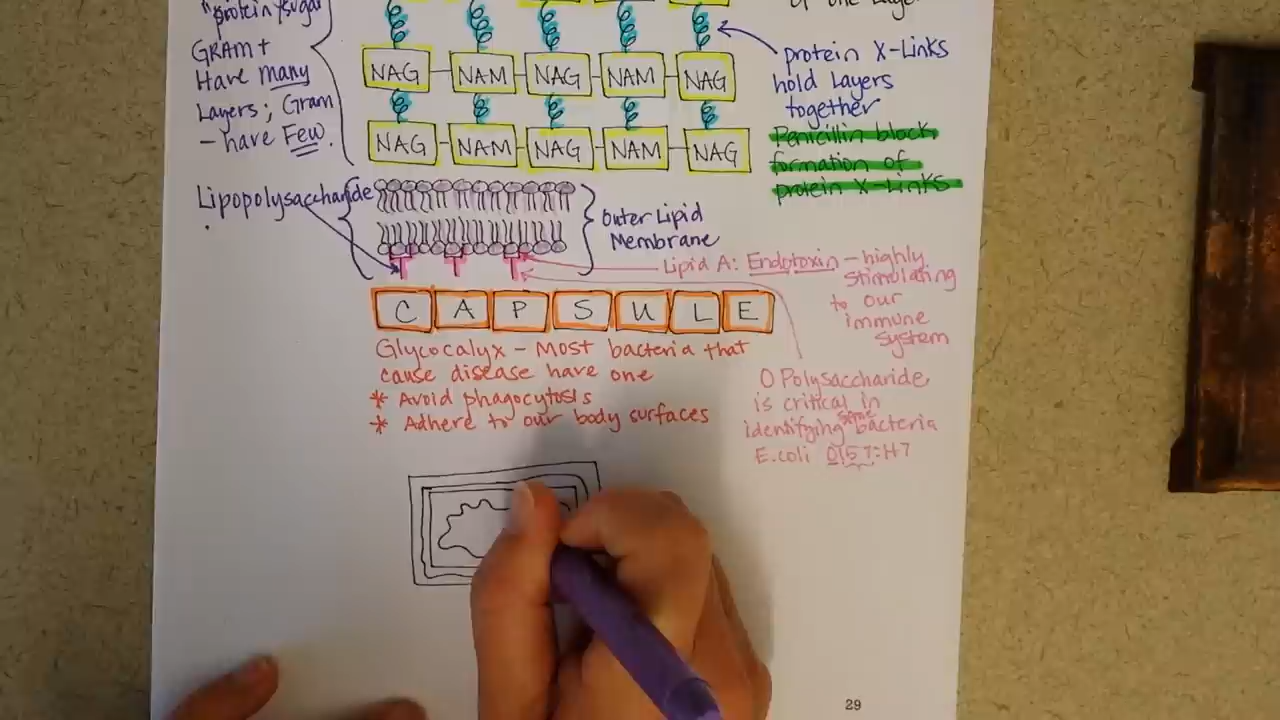 "protein/sugar
GRAM+
Have many
Layers; Gram
- have Few.
of one Layer
NAG NAM NAG NAM NAG
NAG NAM NAG NAM NAG
protein X-Links
hold Layers
together
Penicillin block
formation of
protein X-Links
Lipopolysaccharide
Outer Lipid
Membrane
Lipid A: Endotoxin - highly
stimulating
to our
immune
system
C A P S U L E
Glycocalyx - Most bacteria that
cause disease have one
* Avoid phagocytosis
* Adhere to our body surfaces
O Polysaccharide
is critical in
identifying some bacteria
E.coli O157:H7
29